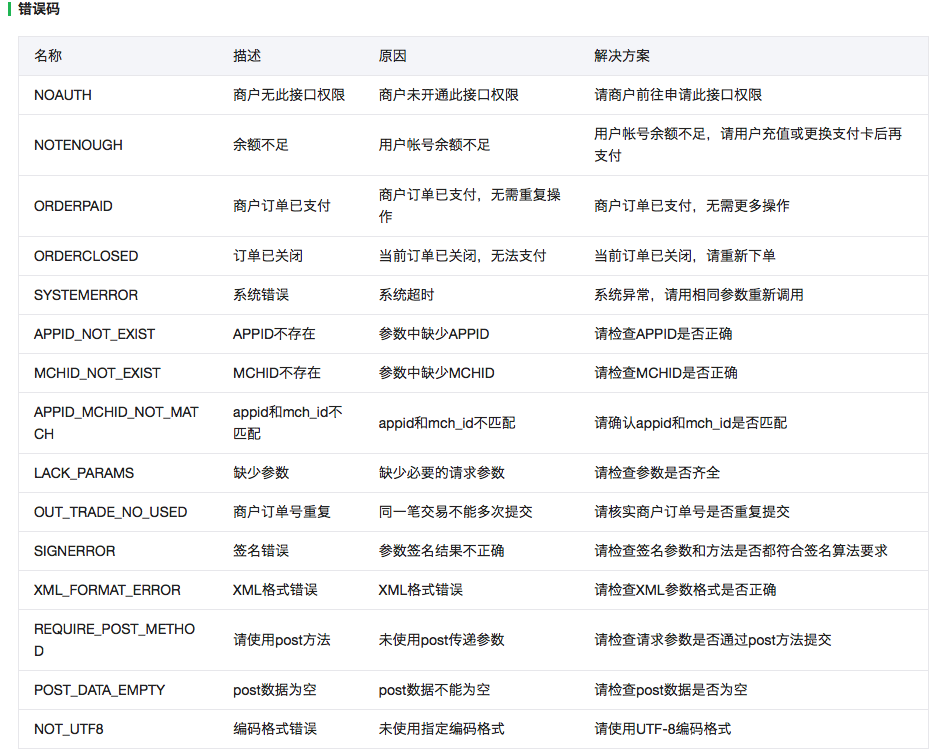 错误码
名称 描述 原因 解决方案
NOAUTH 商户无此接口权限 商户未开通此接口权限 请商户前往申请此接口权限
NOTENOUGH 余额不足 用户帐号余额不足 用户帐号余额不足，请用户充值或更换支付卡后再
支付
ORDERPAID 商户订单已支付 商户订单已支付，无需重复操
作 商户订单已支付，无需更多操作
ORDERCLOSED 订单已关闭 当前订单已关闭，无法支付 当前订单已关闭，请重新下单
SYSTEMERROR 系统错误 系统超时 系统异常，请用相同参数重新调用
APPID_NOT_EXIST APPID不存在 参数中缺少APPID 请检查APPID是否正确
MCHID_NOT_EXIST MCHID不存在 参数中缺少MCHID 请检查MCHID是否正确
APPID_MCHID_NOT_MAT
CH appid和mch_id不
匹配 appid和mch_id不匹配 请确认appid和mch_id是否匹配
LACK_PARAMS 缺少参数 缺少必要的请求参数 请检查参数是否齐全
OUT_TRADE_NO_USED 商户订单号重复 同一笔交易不能多次提交 请核实商户订单号是否重复提交
SIGNERROR 签名错误 参数签名结果不正确 请检查签名参数和方法是否都符合签名算法要求
XML_FORMAT_ERROR XML格式错误 XML格式错误 请检查XML参数格式是否正确
REQUIRE_POST_METHO
D 请使用post方法 未使用post传递参数 请检查请求参数是否通过post方法提交
POST_DATA_EMPTY post数据为空 post数据不能为空 请检查post数据是否为空
NOT_UTF8 编码格式错误 未使用指定编码格式 请使用UTF-8编码格式